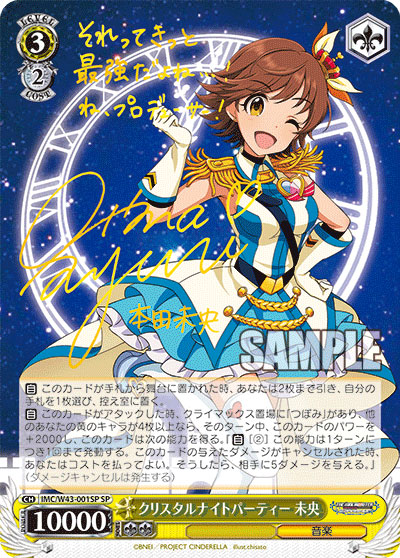 LEVEL
3
2
COST
それってきっと
最強だよね…!
ね、プロデューサー!
本田未央
SAMPLE
自 このカードが手札から舞台に置かれた時、あなたは2枚まで引き、自分の
手札を1枚選び、控え室に置く。
自 このカードがアタックした時、クライマックス置場に「つぼみ」があり、他
のあなたの黄のキャラが4枚以上なら、そのターン中、このカードのパワーを
+2000し、このカードは次の能力を得る。『自 [②] この能力は1ターンにつ
き1回まで発動する。このカードの与えたダメージがキャンセルされた時、
あなたはコストを払ってよい。そうしたら、相手に5ダメージを与える。』
(ダメージキャンセルは発生する)
CH IMC/W43-001SP SP
10000
クリスタルナイトパーティー 未央
音楽
©BNEI/PROJECT CINDERELLA illust.chisato